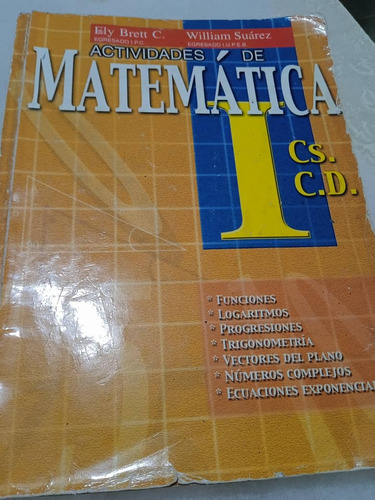 Ely Brett C. William Suárez
EGRESADO I.P.C. EGRESADO I.U.P.E.B.
ACTIVIDADES DE
MATEMÁTICA
I
Cs.
C.D.
* FUNCIONES
* LOGARITMOS
* PROGRESIONES
* TRIGONOMETRÍA
* VECTORES DEL PLANO
* NÚMEROS COMPLEJOS
* ECUACIONES EXPONENCIAL